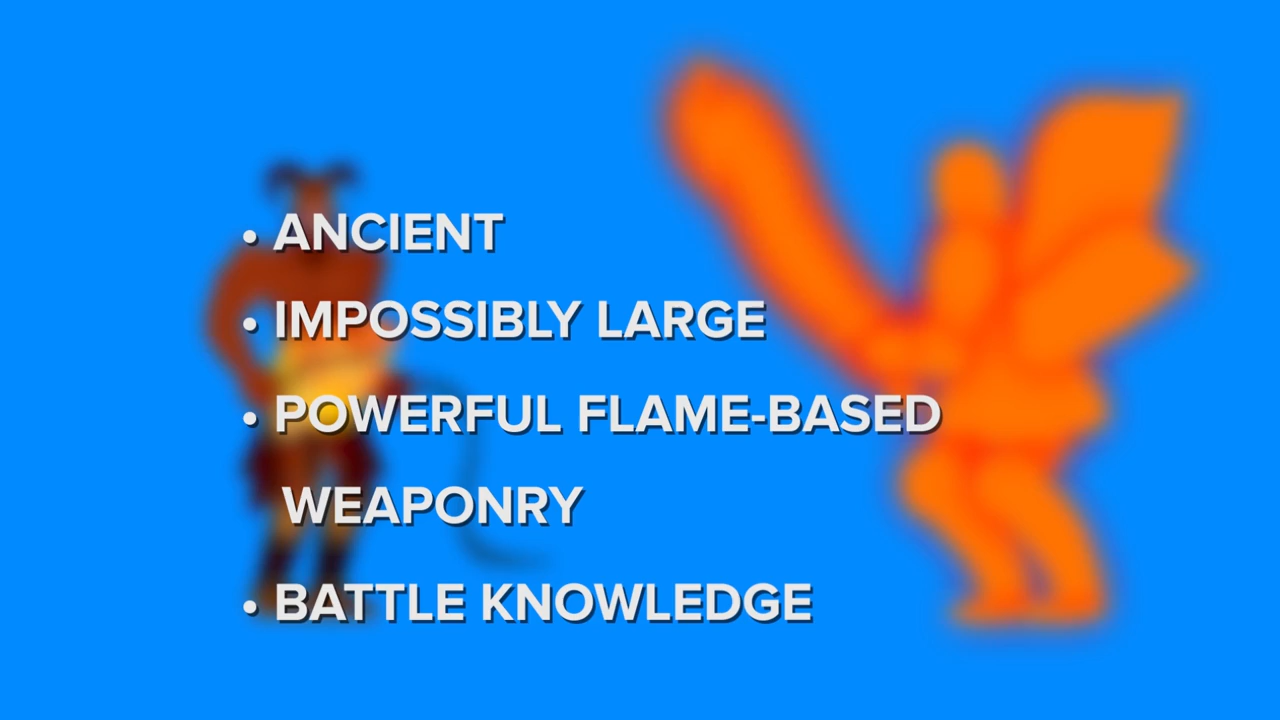 • ANCIENT
• IMPOSSIBLY LARGE
• POWERFUL FLAME-BASED
WEAPONRY
• BATTLE KNOWLEDGE